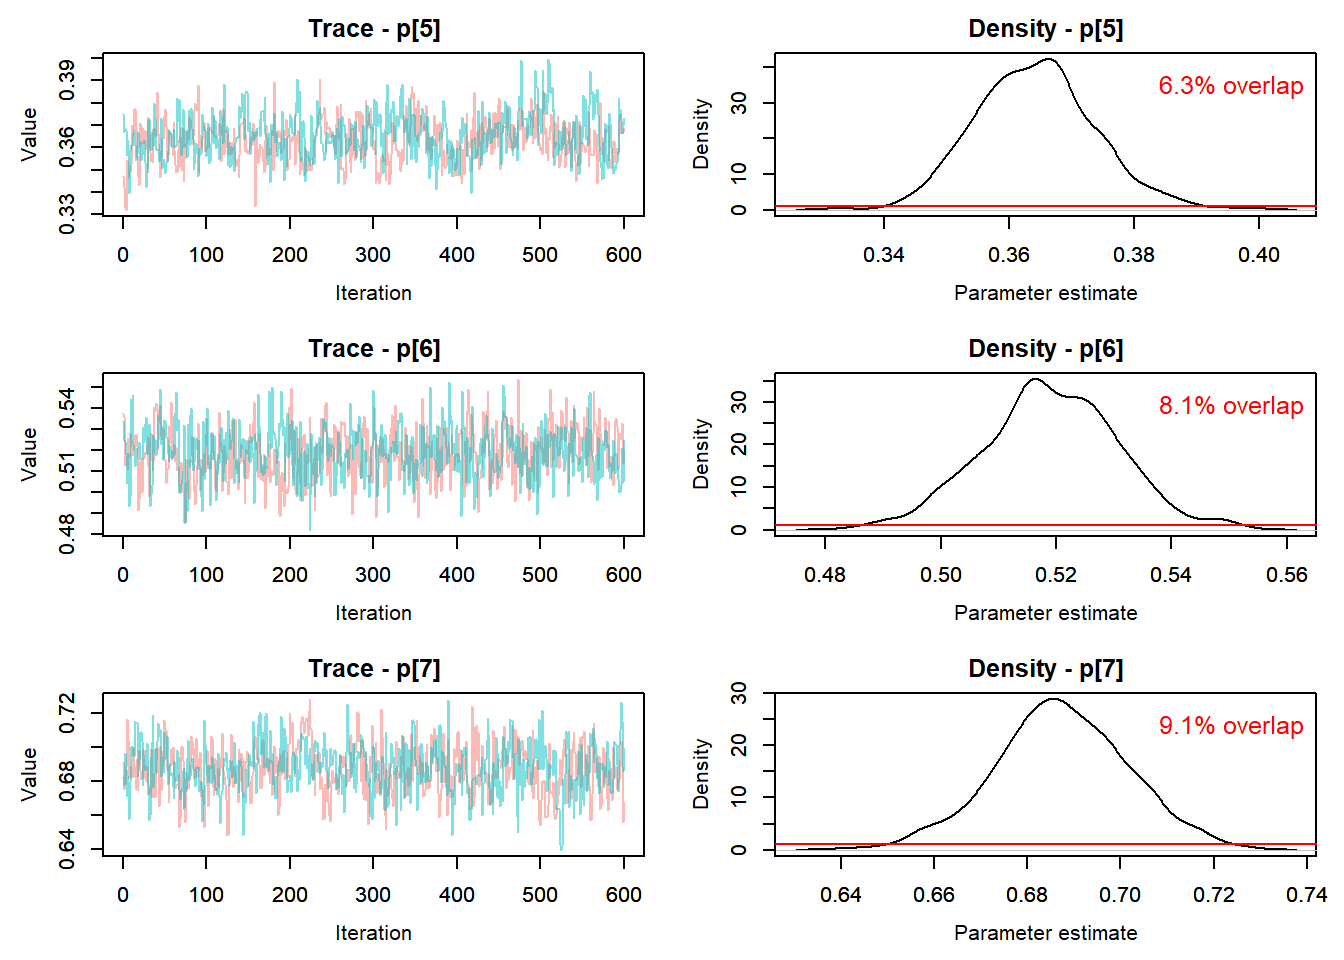 Trace - p[5]
Value
0.39
0.36
0.33
0 100 200 300 400 500 600
Iteration
Density - p[5]
6.3% overlap
Density
30
10
0
0.34 0.36 0.38 0.40
Parameter estimate
Trace - p[6]
Value
0.54
0.51
0.48
0 100 200 300 400 500 600
Iteration
Density - p[6]
8.1% overlap
Density
30
20
10
0
0.48 0.50 0.52 0.54 0.56
Parameter estimate
Trace - p[7]
Value
0.72
0.68
0.64
0 100 200 300 400 500 600
Iteration
Density - p[7]
9.1% overlap
Density
30
20
10
0
0.64 0.66 0.68 0.70 0.72 0.74
Parameter estimate